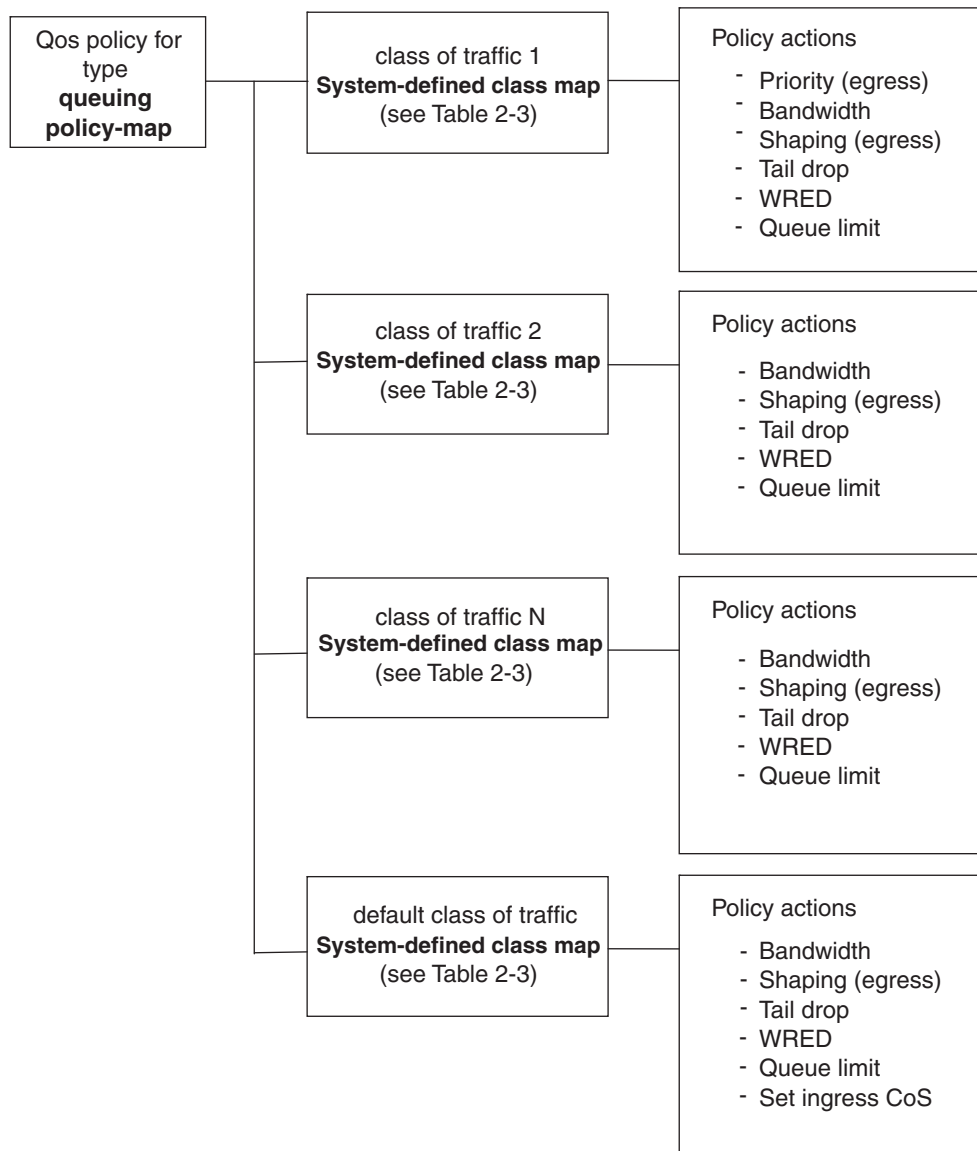 Qos policy for
type
queuing
policy-map
class of traffic 1
System-defined class map
(see Table 2-3)
Policy actions
- Priority (egress)
- Bandwidth
- Shaping (egress)
- Tail drop
- WRED
- Queue limit
class of traffic 2
System-defined class map
(see Table 2-3)
Policy actions
- Bandwidth
- Shaping (egress)
- Tail drop
- WRED
- Queue limit
class of traffic N
System-defined class map
(see Table 2-3)
Policy actions
- Bandwidth
- Shaping (egress)
- Tail drop
- WRED
- Queue limit
default class of traffic
System-defined class map
(see Table 2-3)
Policy actions
- Bandwidth
- Shaping (egress)
- Tail drop
- WRED
- Queue limit
- Set ingress CoS